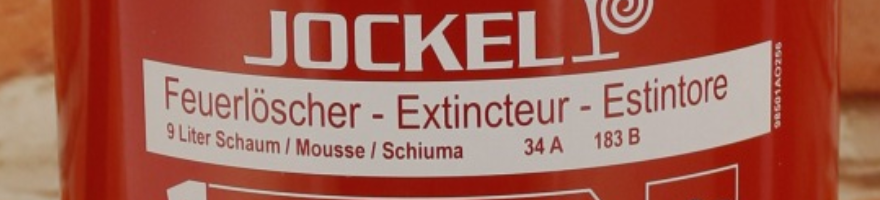 JOCKEL
Feuerlöscher - Extincteur - Estintore
9 Liter Schaum / Mousse / Schiuma 34 A 183 B